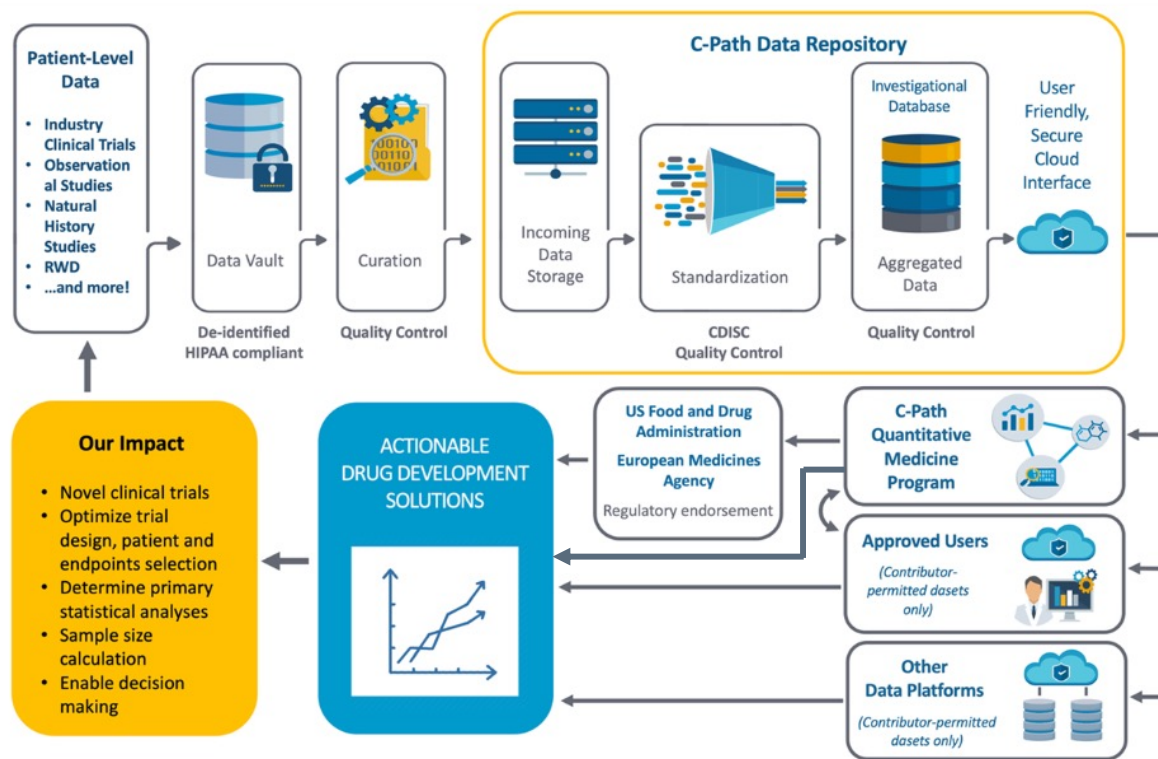 Patient-Level
Data
• Industry
Clinical Trials
• Observation
al Studies
• Natural
History
Studies
• RWD
• ...and more!
Data Vault
De-identified
HIPAA compliant
00100
00110
101001
Curation
Quality Control
C-Path Data Repository
Incoming
Data
Storage
Standardization
CDISC
Quality Control
Investigational
Database
Aggregated
Data
Quality Control
User
Friendly,
Secure
Cloud
Interface
Our Impact
• Novel clinical trials
• Optimize trial
design, patient and
endpoints selection
• Determine primary
statistical analyses
• Sample size
calculation
• Enable decision
making
ACTIONABLE
DRUG DEVELOPMENT
SOLUTIONS
US Food and Drug
Administration
European Medicines
Agency
Regulatory endorsement
C-Path
Quantitative
Medicine
Program
Approved Users
(Contributor-
permitted dasets
only)
Other
Data Platforms
(Contributor-permitted
dasets only)